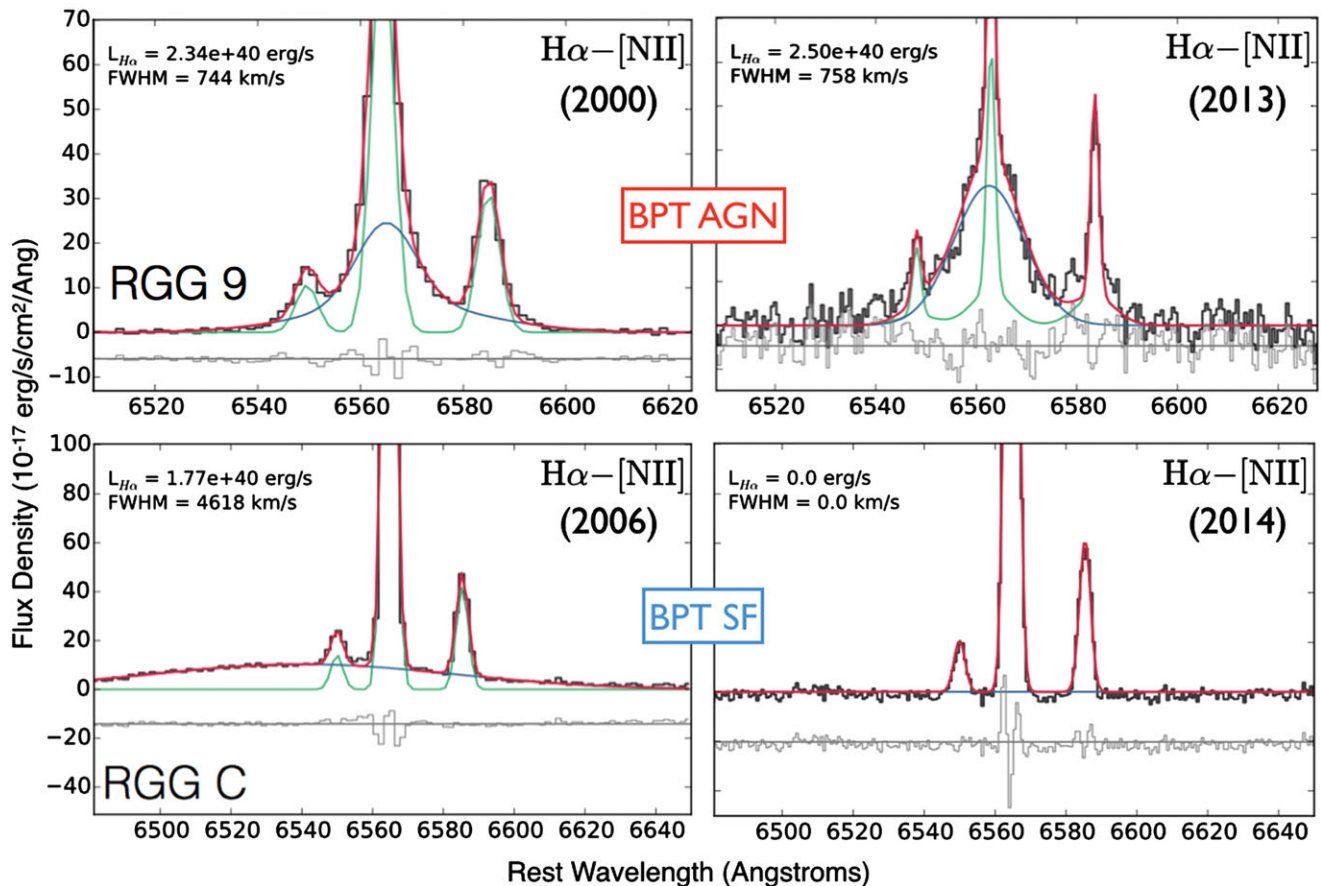 L_Hα = 2.34e+40 erg/s
FWHM = 744 km/s
Hα−[NII]
(2000)
RGG 9
70
60
50
40
30
20
10
0
−10
6520 6540 6560 6580 6600 6620
L_Hα = 2.50e+40 erg/s
FWHM = 758 km/s
Hα−[NII]
(2013)
6520 6540 6560 6580 6600 6620
BPT AGN
L_Hα = 1.77e+40 erg/s
FWHM = 4618 km/s
Hα−[NII]
(2006)
RGG C
100
80
60
40
20
0
−20
−40
6500 6520 6540 6560 6580 6600 6620 6640
L_Hα = 0.0 erg/s
FWHM = 0.0 km/s
Hα−[NII]
(2014)
6500 6520 6540 6560 6580 6600 6620 6640
BPT SF
Flux Density (10⁻¹⁷ erg/s/cm²/Ang)
Rest Wavelength (Angstroms)